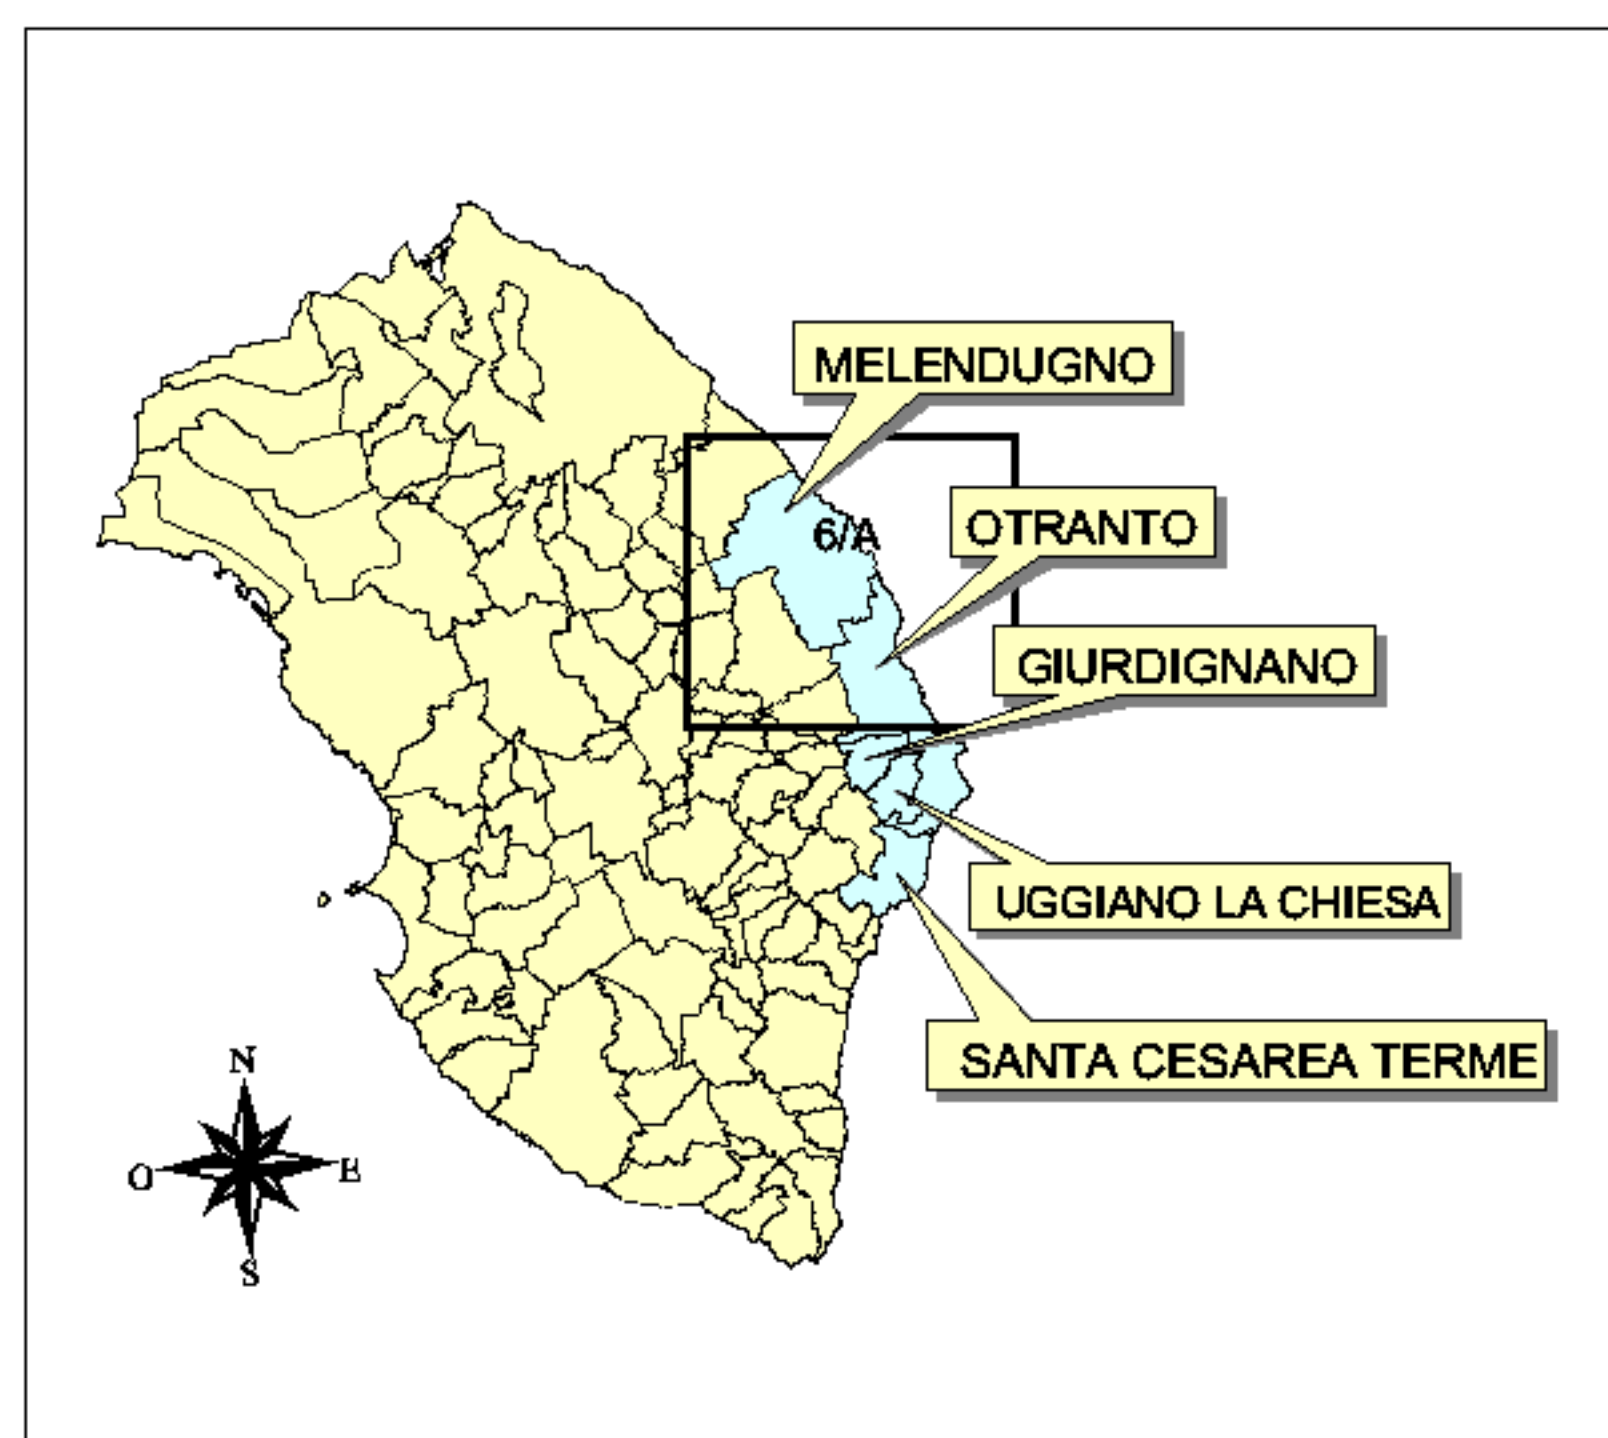 MELENDUGNO
OTRANTO
6/A
GIURDIGNANO
UGGIANO LA CHIESA
SANTA CESAREA TERME
N
O
E
S